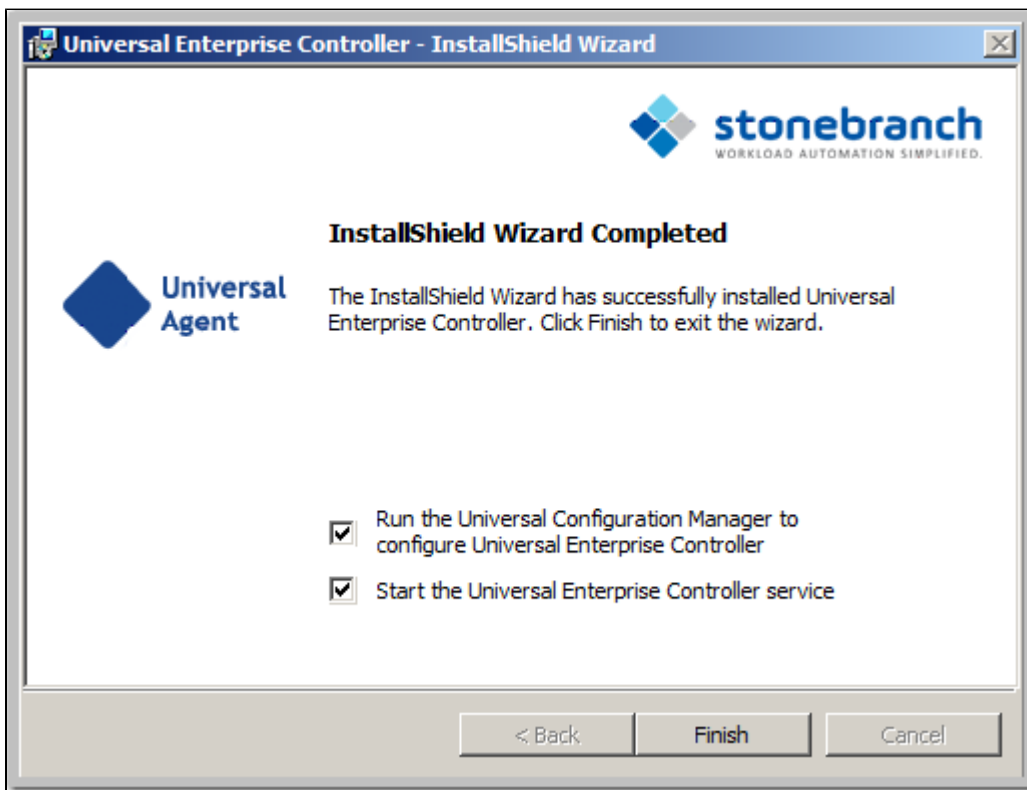 Universal Enterprise Controller - InstallShield Wizard
stonebranch
WORKLOAD AUTOMATION SIMPLIFIED.
InstallShield Wizard Completed
Universal
Agent
The InstallShield Wizard has successfully installed Universal
Enterprise Controller. Click Finish to exit the wizard.
Run the Universal Configuration Manager to
configure Universal Enterprise Controller
Start the Universal Enterprise Controller service
< Back
Finish
Cancel